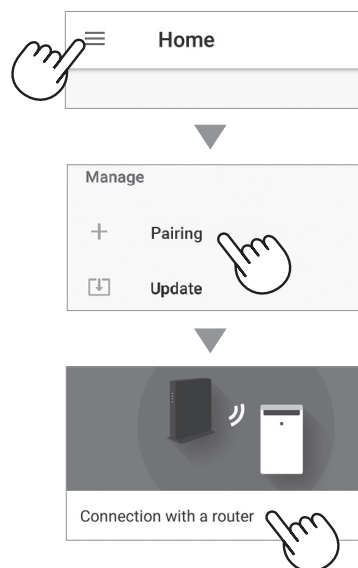 Home
Manage
Pairing
Update
Connection with a router